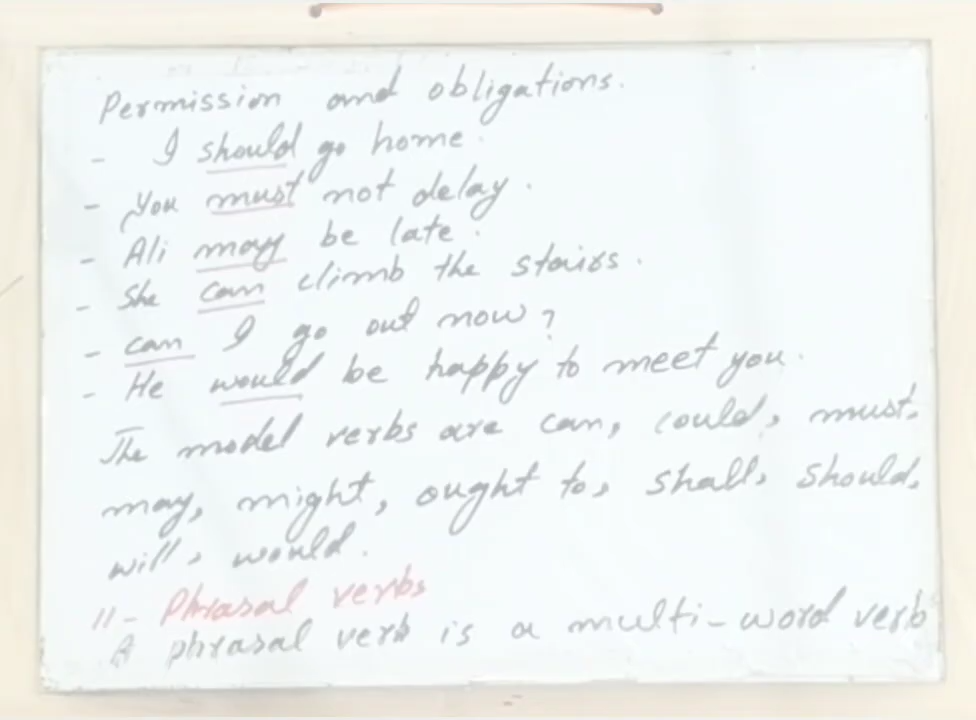 Permission and obligations.
- I should go home.
- You must not delay.
- Ali may be late.
- She can climb the stairs.
- can I go out now?
- He would be happy to meet you.
The model verbs are can, could, must,
may, might, ought to, shall, should,
will, would.
11- Phrasal verbs
A phrasal verb is a multi-word verb